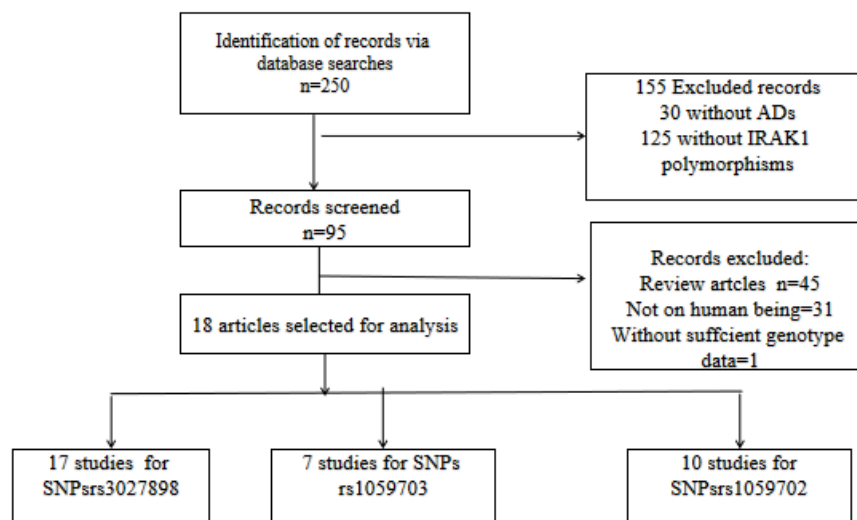 Identification of records via
database searches
n=250
155 Excluded records
30 without ADs
125 without IRAK1
polymorphisms
Records screened
n=95
Records excluded:
Review artcles n=45
Not on human being=31
Without suffcient genotype
data=1
18 articles selected for analysis
17 studies for
SNPsrs3027898
7 studies for SNPs
rs1059703
10 studies for
SNPsrs1059702